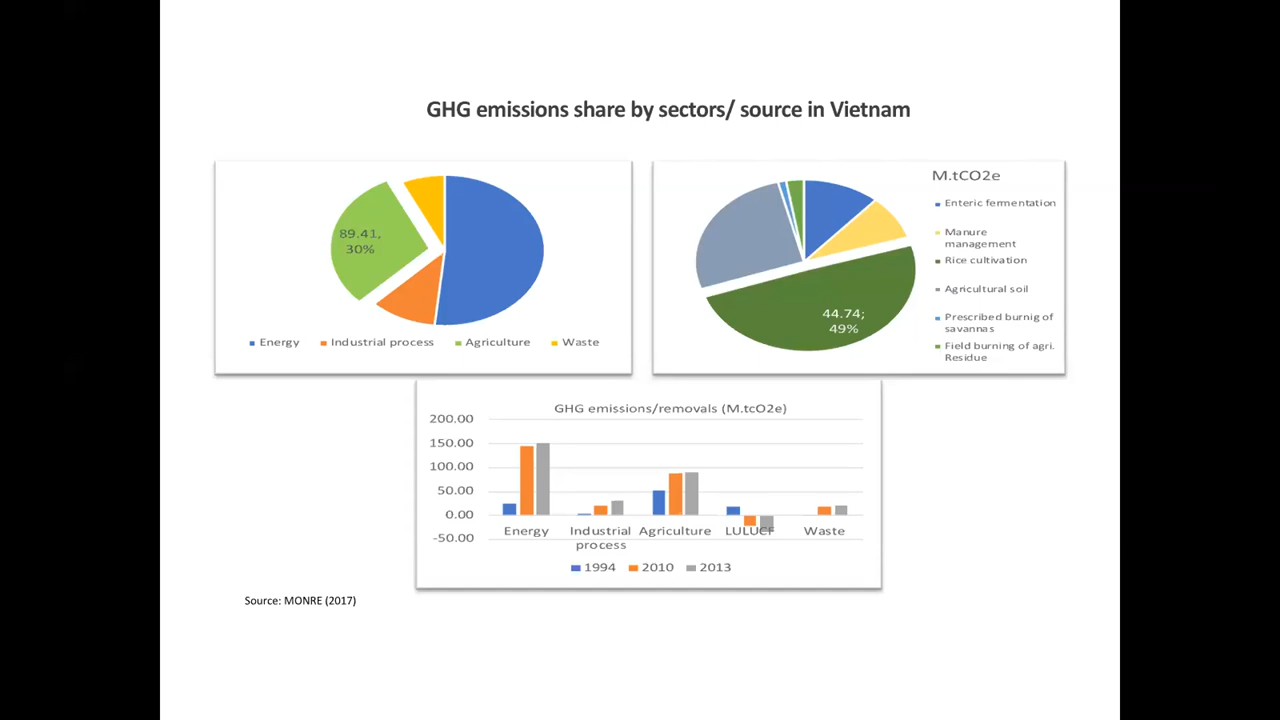 GHG emissions share by sectors/ source in Vietnam
89.41,
30%
Energy Industrial process Agriculture Waste
M.tCO2e
Enteric fermentation
Manure
management
Rice cultivation
Agricultural soil
Prescribed burnig of
savannas
Field burning of agri.
Residue
44.74;
49%
GHG emissions/removals (M.tcO2e)
200.00
150.00
100.00
50.00
0.00
-50.00
Energy Industrial Agriculture LULUCF Waste
process
1994 2010 2013
Source: MONRE (2017)